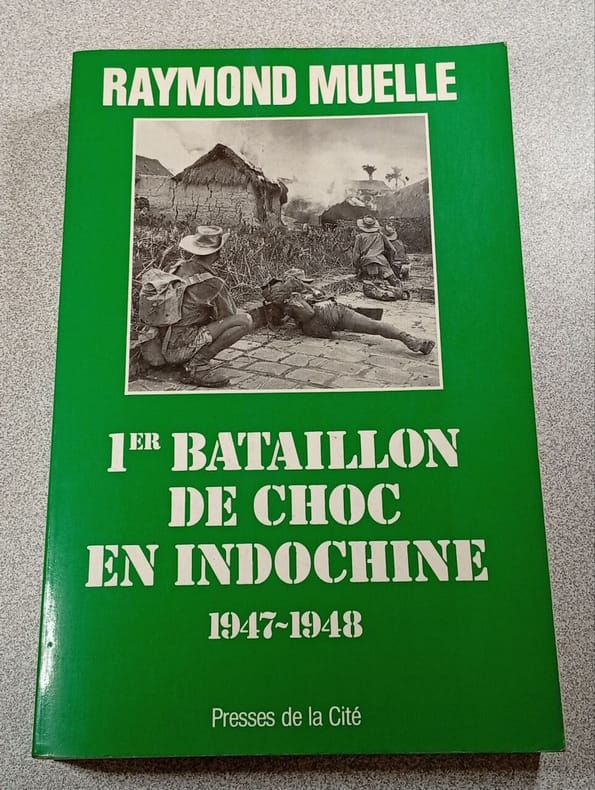 RAYMOND MUELLE
1ER BATAILLON
DE CHOC
EN INDOCHINE
1947~1948
Presses de la Cité